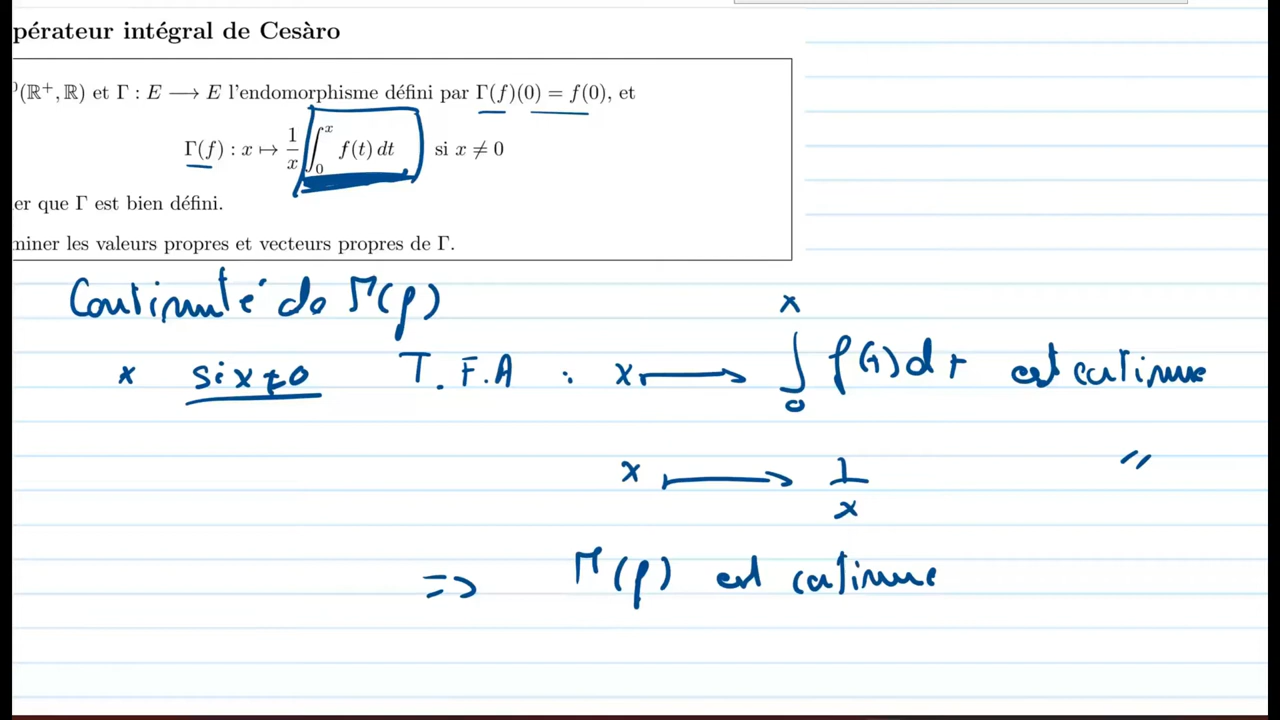 pérateur intégral de Cesàro
⁰(ℝ⁺, ℝ) et Γ : E ⟶ E l'endomorphisme défini par Γ(f)(0) = f(0), et
Γ(f) : x ↦ 1/x ∫₀ˣ f(t) dt si x ≠ 0
er que Γ est bien défini.
miner les valeurs propres et vecteurs propres de Γ.
Continuité de Γ(f)
* si x≠0 T.F.A : x ⟼ ∫₀ˣ f(t)dt est continue
x ⟼ 1/x "
=> Γ(f) est continue